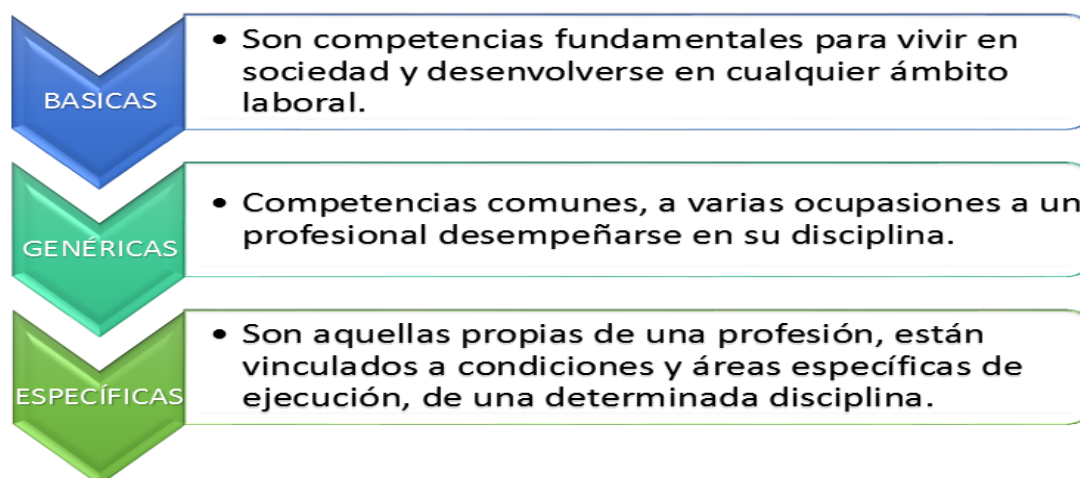 BASICAS
• Son competencias fundamentales para vivir en
sociedad y desenvolverse en cualquier ámbito
laboral.
GENÉRICAS
• Competencias comunes, a varias ocupasiones a un
profesional desempeñarse en su disciplina.
ESPECÍFICAS
• Son aquellas propias de una profesión, están
vinculados a condiciones y áreas específicas de
ejecución, de una determinada disciplina.